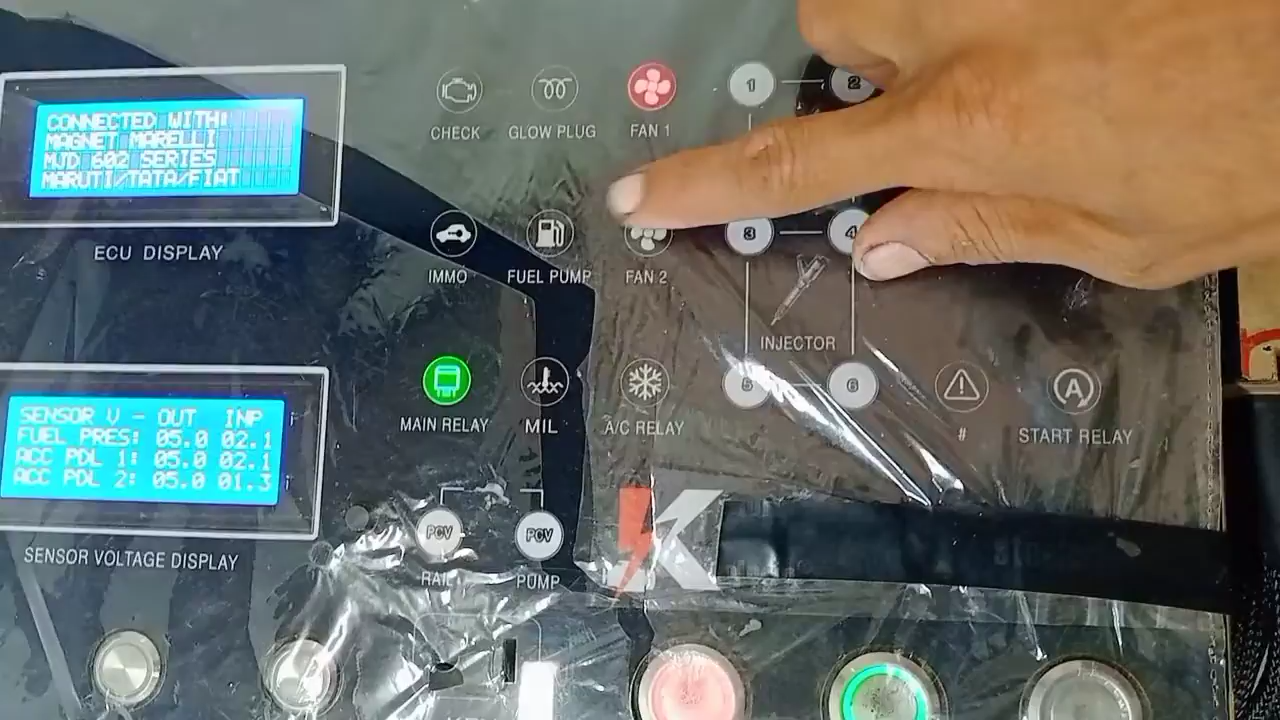 CONNECTED WITH:
MAGNET MARELLI
MJD 602 SERIES
MARUTI/TATA/FIAT
ECU DISPLAY
CHECK
GLOW PLUG
FAN 1
1
2
IMMO
FUEL PUMP
FAN 2
3
4
INJECTOR
5
6
MAIN RELAY
MIL
A/C RELAY
#
A
START RELAY
SENSOR V - OUT INP
FUEL PRES: 05.0 02.1
ACC PDL 1: 05.0 02.1
ACC PDL 2: 05.0 01.3
SENSOR VOLTAGE DISPLAY
PCV
PCV
RAIL
PUMP
K